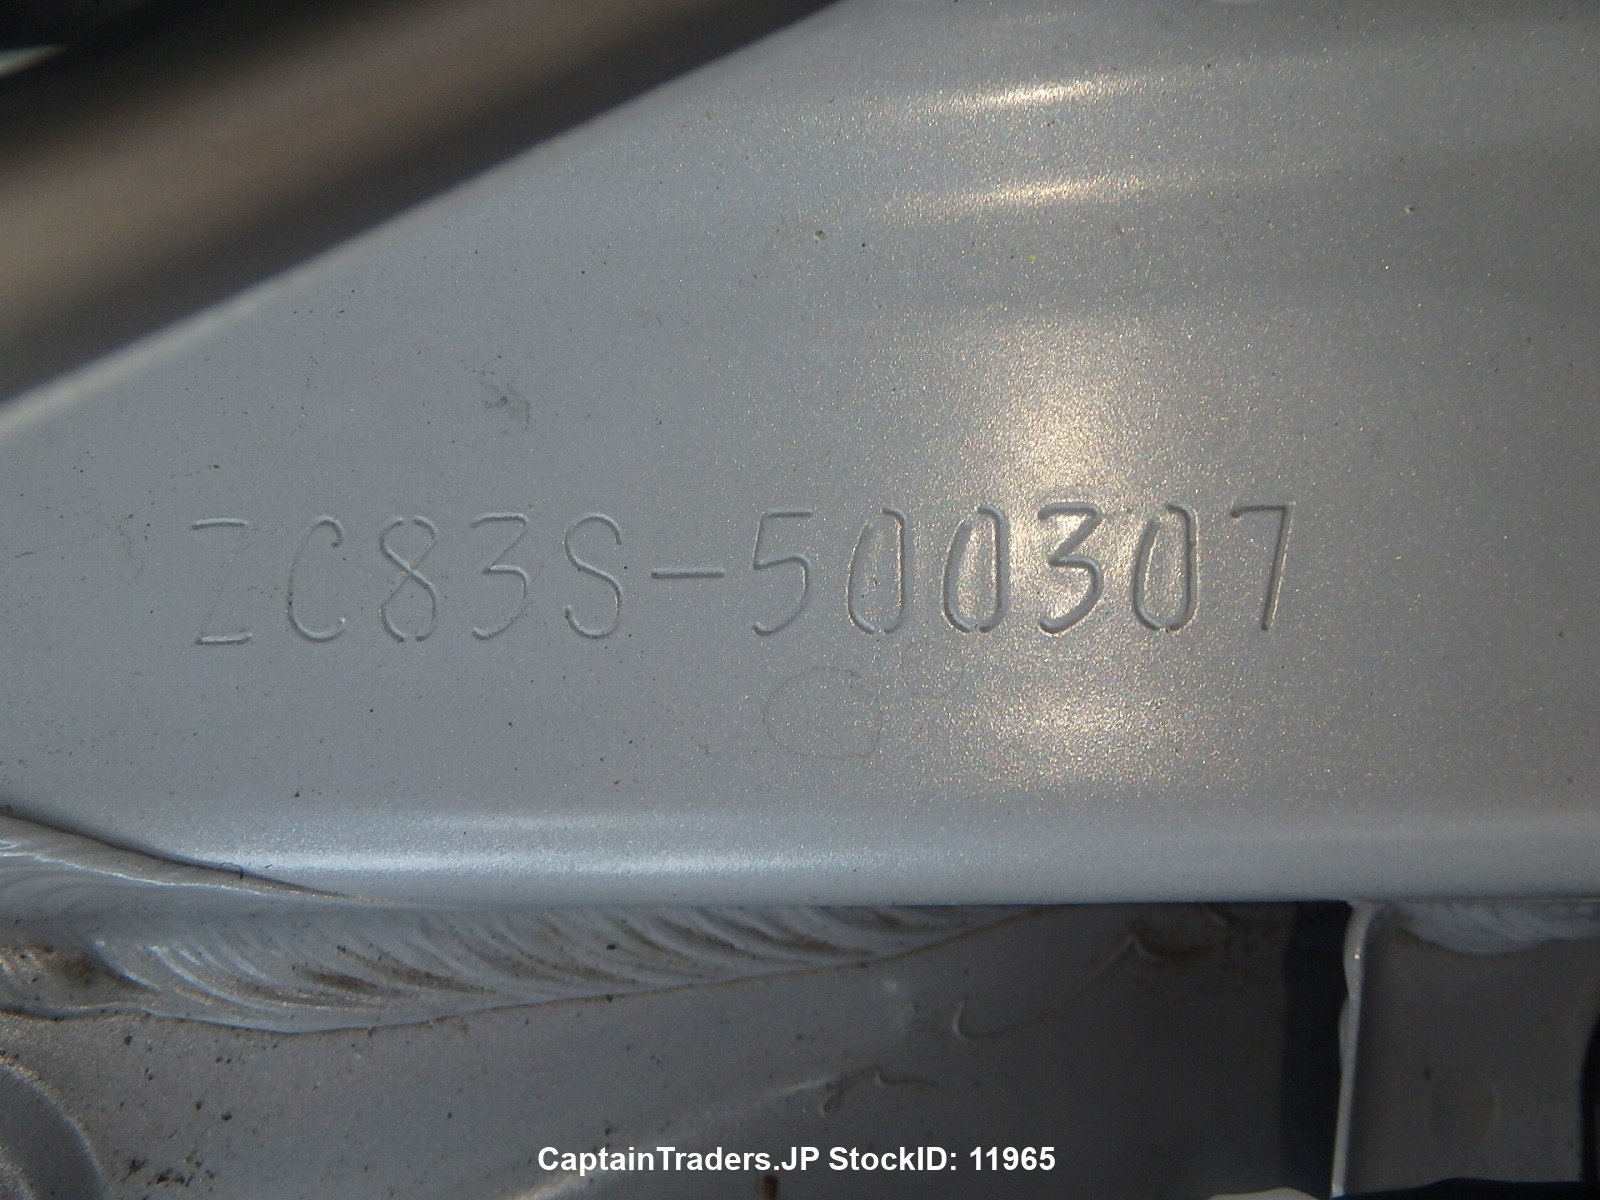 ZC83S-500307
CaptainTraders.JP StockID: 11965